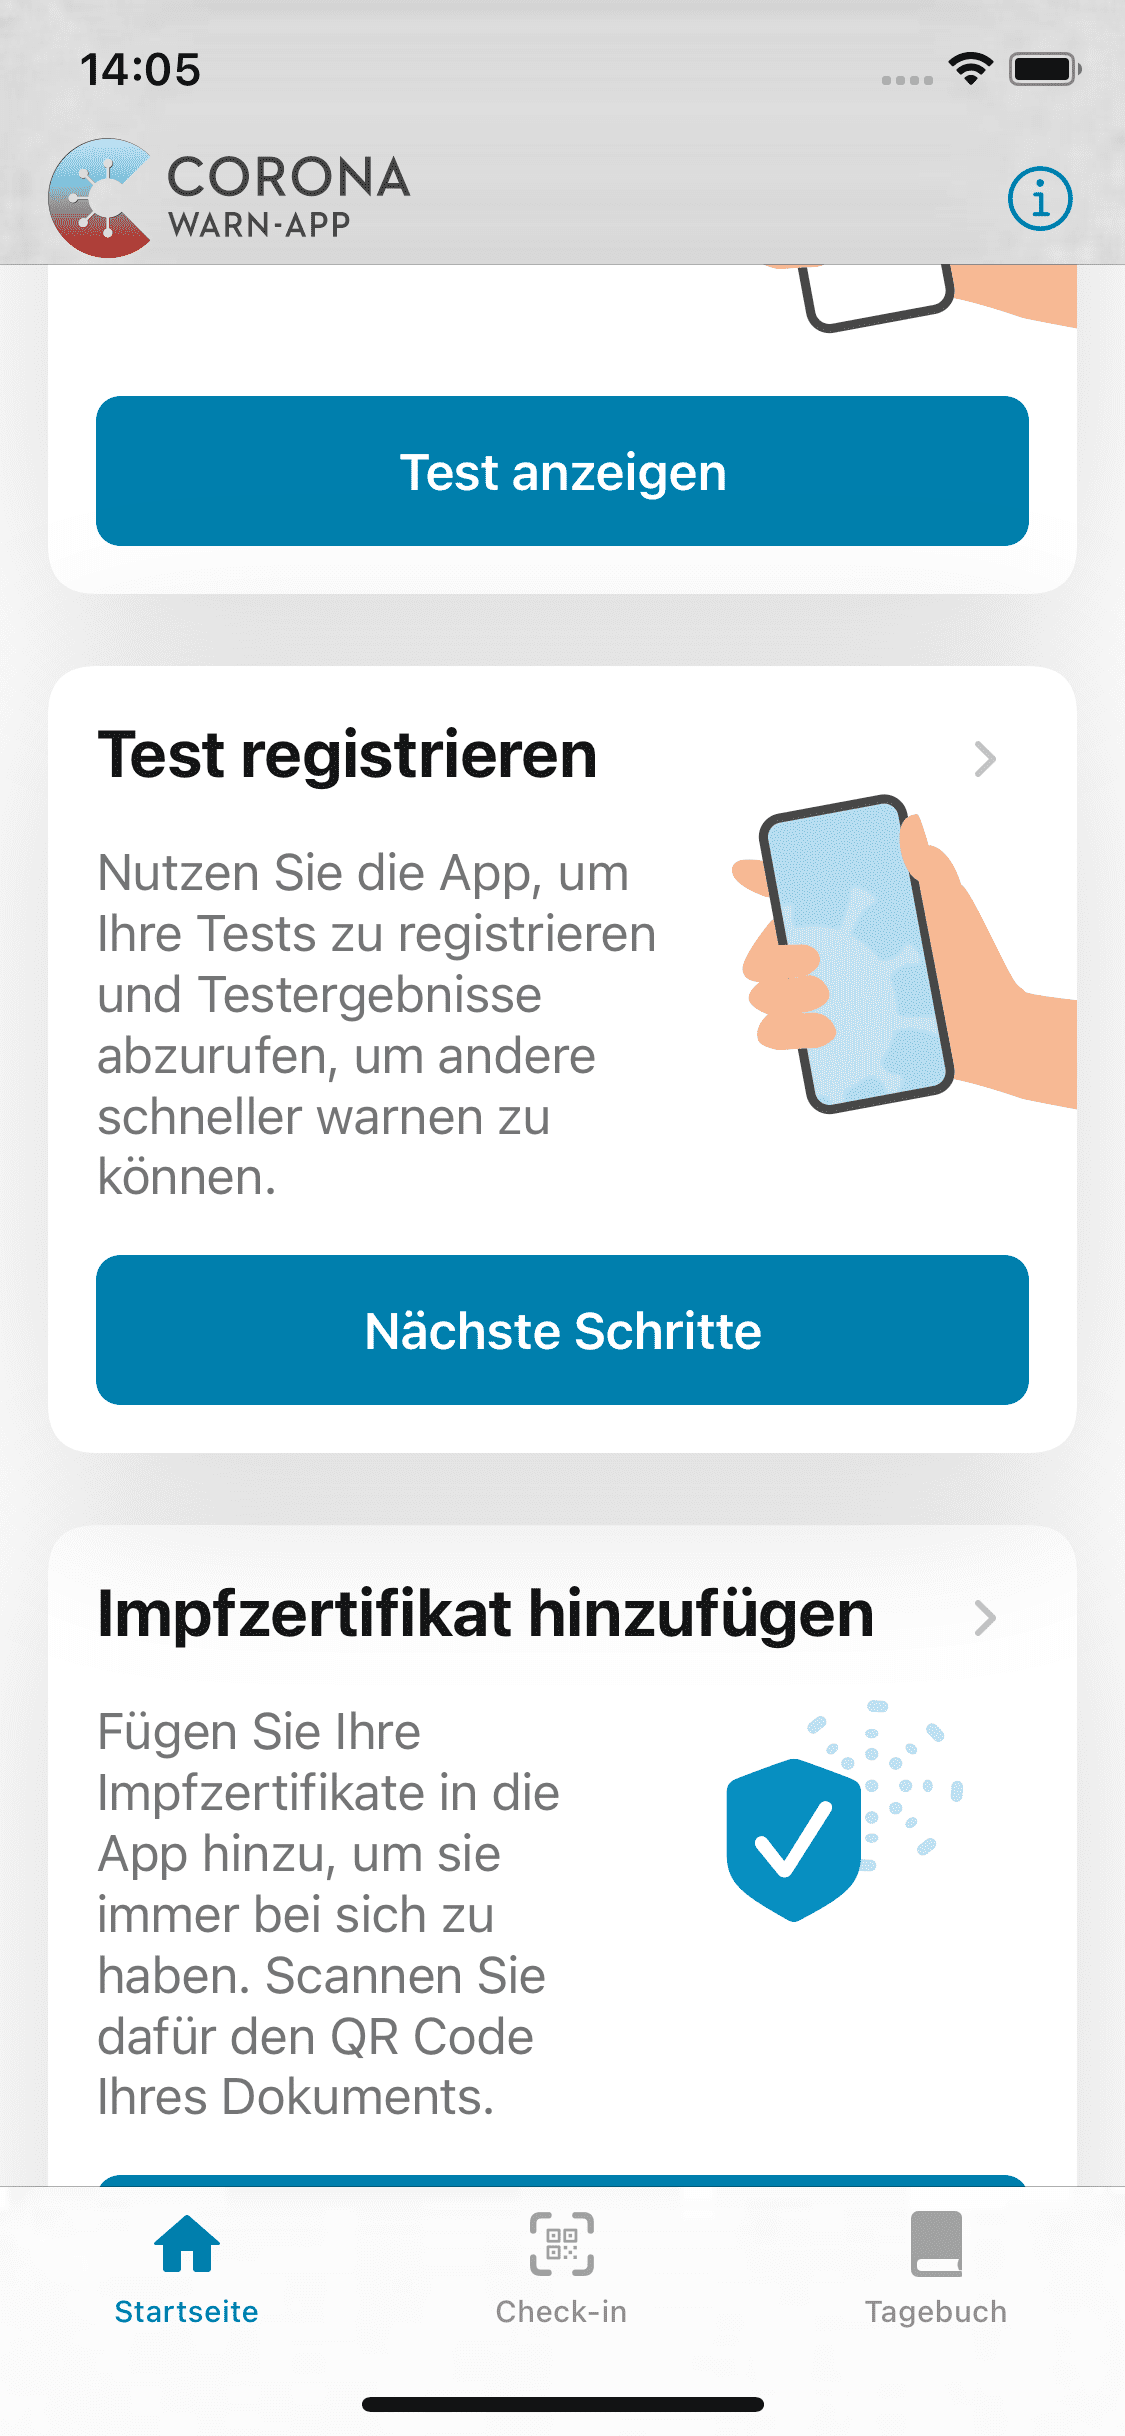 14:05
CORONA
WARN-APP
Test anzeigen
Test registrieren
Nutzen Sie die App, um
Ihre Tests zu registrieren
und Testergebnisse
abzurufen, um andere
schneller warnen zu
können.
Nächste Schritte
Impfzertifikat hinzufügen
Fügen Sie Ihre
Impfzertifikate in die
App hinzu, um sie
immer bei sich zu
haben. Scannen Sie
dafür den QR Code
Ihres Dokuments.
Startseite
Check-in
Tagebuch